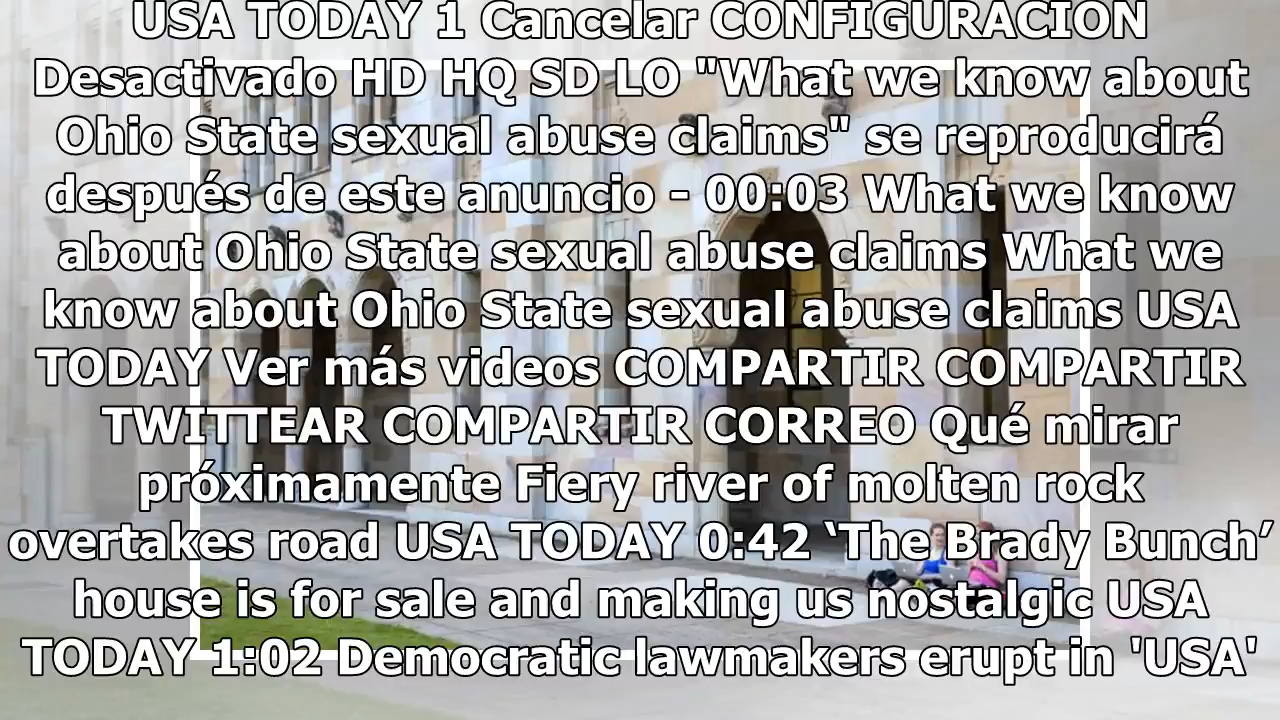 USA TODAY 1 Cancelar CONFIGURACIÓN
Desactivado HD HQ SD LO "What we know about
Ohio State sexual abuse claims" se reproducirá
después de este anuncio - 00:03 What we know
about Ohio State sexual abuse claims What we
know about Ohio State sexual abuse claims USA
TODAY Ver más videos COMPARTIR COMPARTIR
TWITTEAR COMPARTIR CORREO Qué mirar
próximamente Fiery river of molten rock
overtakes road USA TODAY 0:42 ‘The Brady Bunch’
house is for sale and making us nostalgic USA
TODAY 1:02 Democratic lawmakers erupt in 'USA'